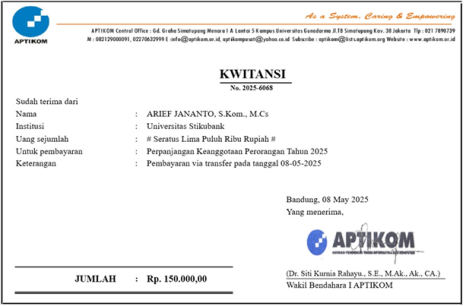 APTIKOM
As a System, Caring & Empowering
APTIKOM Central Office : Gd. Graha Simatupang Menara I A Lantai 5 Kampus Universitas Gunadarma Jl.TB Simatupang Kav. 38 Jakarta Tlp : 021 7890739
M : 082129000091, 02270632999 E info@aptikom.or.id, aptikompusat@yahoo.co.id Subscribe : aptikom@lists.aptikom.org Website : www.aptikom.or.id
KWITANSI
No. 2025-6068
Sudah terima dari
Nama : ARIEF JANANTO, S.Kom., M.Cs
Institusi : Universitas Stikubank
Uang sejumlah : # Seratus Lima Puluh Ribu Rupiah #
Untuk pembayaran : Perpanjangan Keanggotaan Perorangan Tahun 2025
Keterangan : Pembayaran via transfer pada tanggal 08-05-2025
Bandung, 08 May 2025
Yang menerima,
APTIKOM
JUMLAH : Rp. 150.000,00
(Dr. Siti Kurnia Rahayu., S.E., M.Ak., Ak., CA.)
Wakil Bendahara I APTIKOM